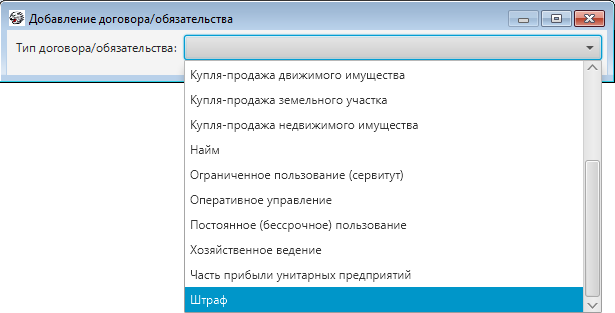 Добавление договора/обязательства
Тип договора/обязательства:
Купля-продажа движимого имущества
Купля-продажа земельного участка
Купля-продажа недвижимого имущества
Найм
Ограниченное пользование (сервитут)
Оперативное управление
Постоянное (бессрочное) пользование
Хозяйственное ведение
Часть прибыли унитарных предприятий
Штраф